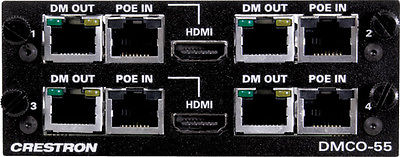 DM OUT POE IN DM OUT POE IN
1 HDMI 2
DM OUT POE IN DM OUT POE IN
3 HDMI 4
CRESTRON DMCO-55